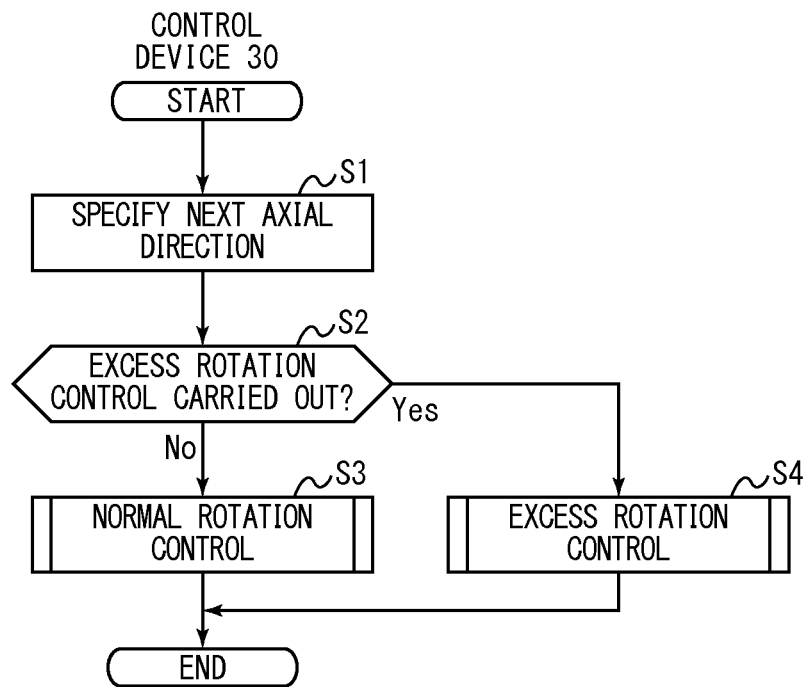 CONTROL
DEVICE 30
START
S1
SPECIFY NEXT AXIAL
DIRECTION
S2
EXCESS ROTATION
CONTROL CARRIED OUT?
Yes
No
S3
NORMAL ROTATION
CONTROL
S4
EXCESS ROTATION
CONTROL
END